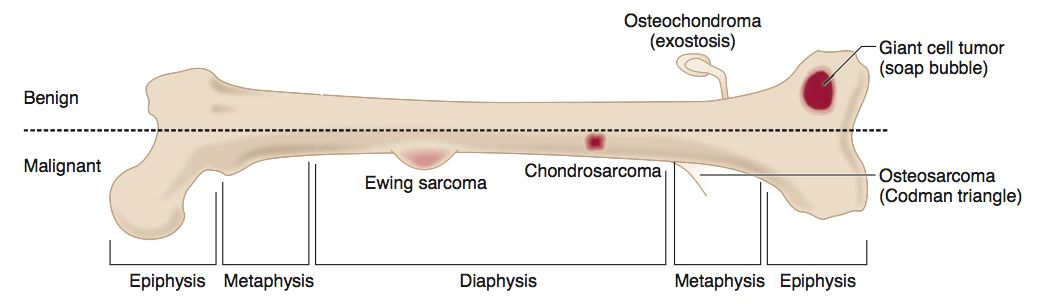 Osteochondroma
(exostosis)
Giant cell tumor
(soap bubble)
Benign
Malignant
Ewing sarcoma
Chondrosarcoma
Osteosarcoma
(Codman triangle)
Epiphysis
Metaphysis
Diaphysis
Metaphysis
Epiphysis